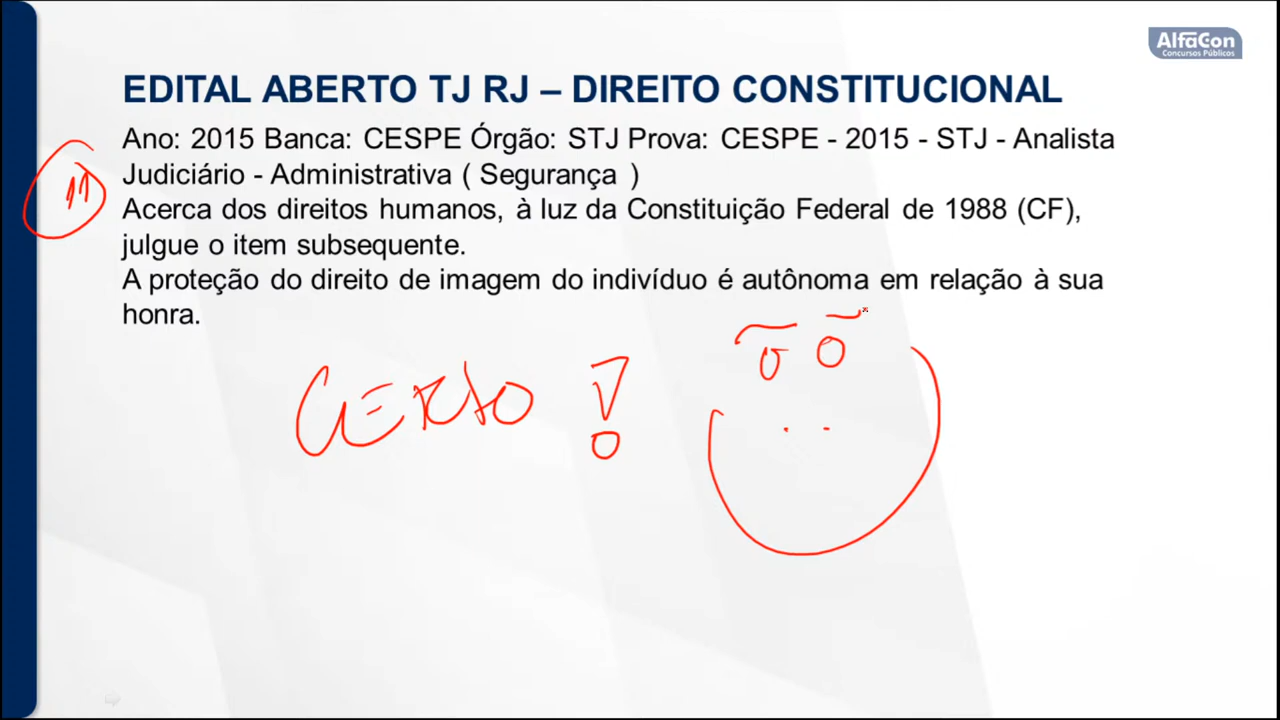 AlfaCon
Concursos Públicos
EDITAL ABERTO TJ RJ – DIREITO CONSTITUCIONAL
Ano: 2015 Banca: CESPE Órgão: STJ Prova: CESPE - 2015 - STJ - Analista
Judiciário - Administrativa ( Segurança )
11
Acerca dos direitos humanos, à luz da Constituição Federal de 1988 (CF),
julgue o item subsequente.
A proteção do direito de imagem do indivíduo é autônoma em relação à sua
honra.
CERTO !